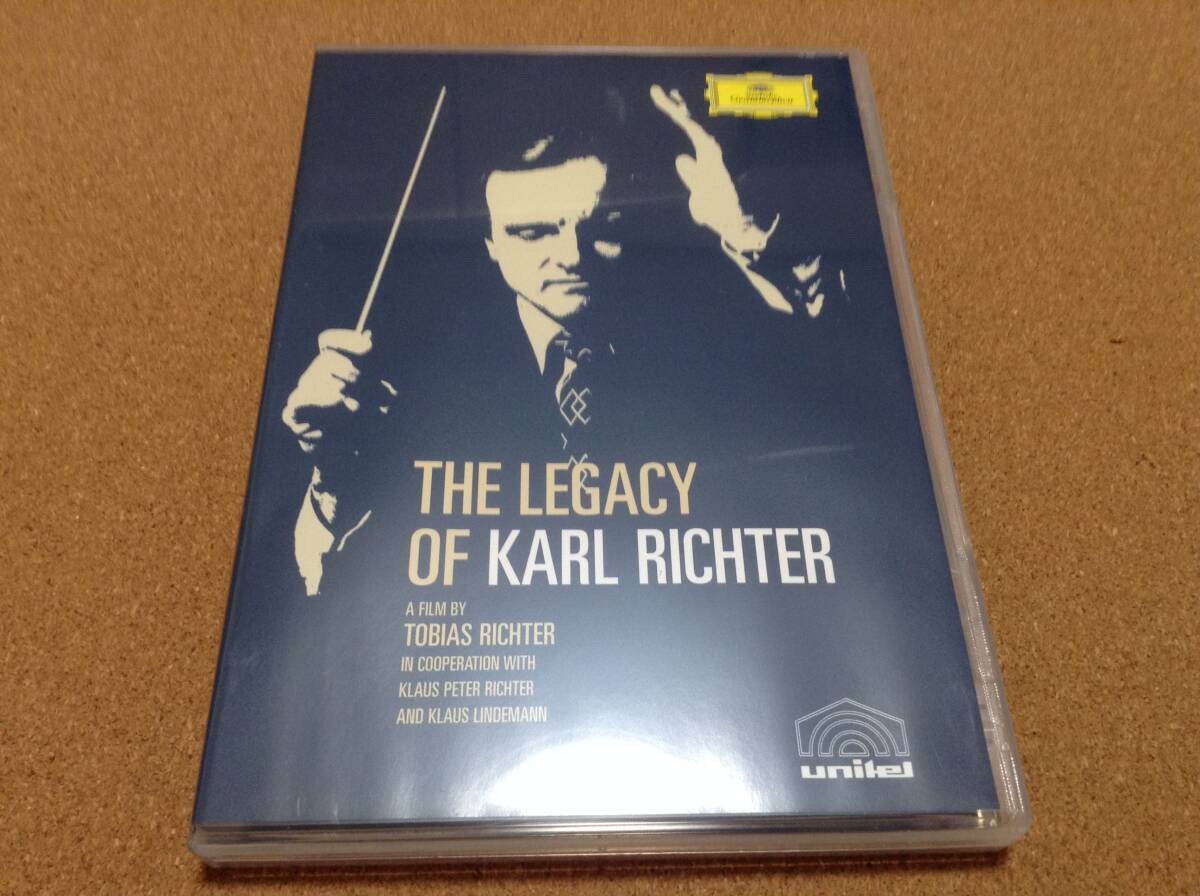 THE LEGACY
OF KARL RICHTER
A FILM BY
TOBIAS RICHTER
IN COOPERATION WITH
KLAUS PETER RICHTER
AND KLAUS LINDEMANN
unitel